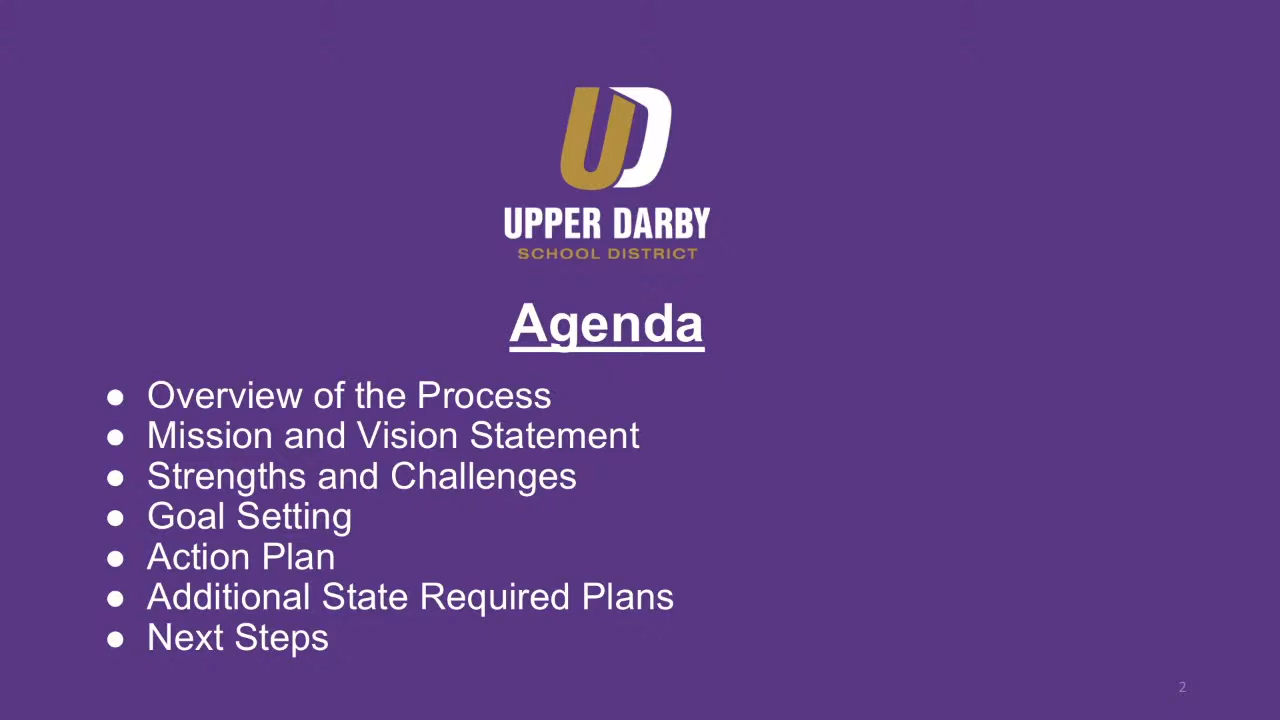 UD
UPPER DARBY
SCHOOL DISTRICT
Agenda
● Overview of the Process
● Mission and Vision Statement
● Strengths and Challenges
● Goal Setting
● Action Plan
● Additional State Required Plans
● Next Steps
2